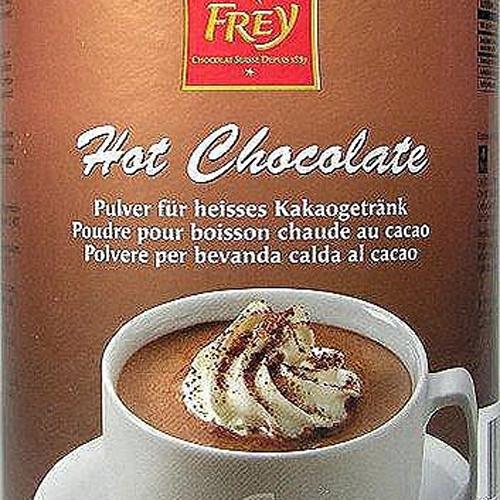 FREY
CHOCOLAT SUISSE DEPUIS 1887
Hot Chocolate
Pulver für heisses Kakaogetränk
Poudre pour boisson chaude au cacao
Polvere per bevanda calda al cacao